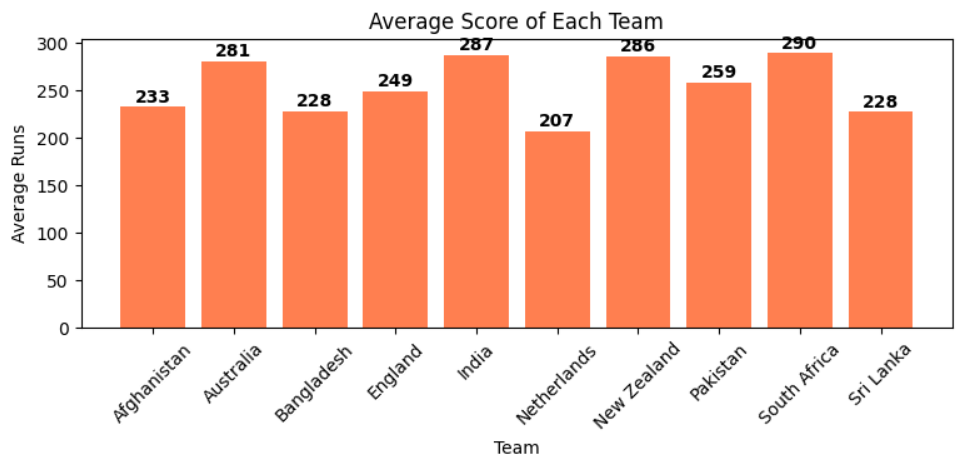 Average Score of Each Team
Average Runs
300
250
200
150
100
50
0
233
281
228
249
287
207
286
259
290
228
Afghanistan
Australia
Bangladesh
England
India
Netherlands
New Zealand
Pakistan
South Africa
Sri Lanka
Team